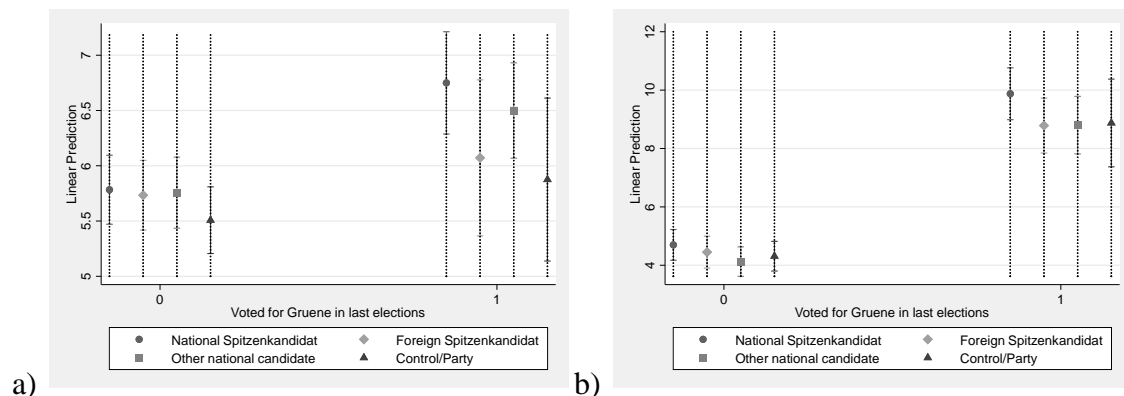 7
6.5
6
5.5
5
Linear Prediction
0
1
Voted for Gruene in last elections
National Spitzenkandidat
Foreign Spitzenkandidat
Other national candidate
Control/Party
a)
12
10
8
6
4
Linear Prediction
0
1
Voted for Gruene in last elections
National Spitzenkandidat
Foreign Spitzenkandidat
Other national candidate
Control/Party
b)